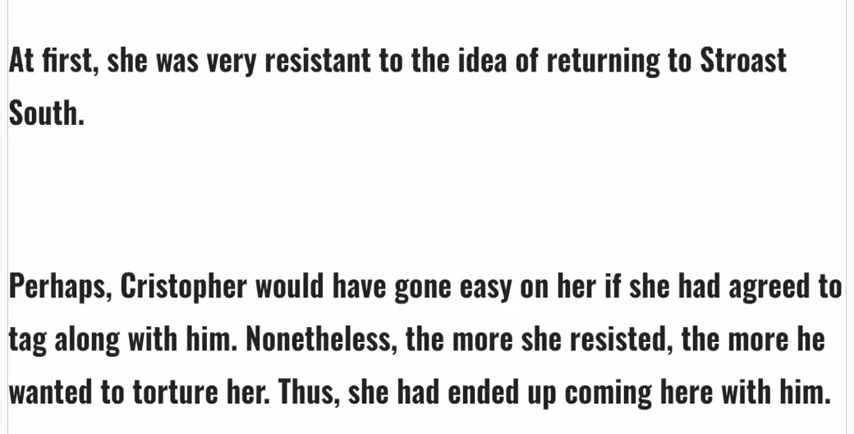 At first, she was very resistant to the idea of returning to Stroast
South.
Perhaps, Cristopher would have gone easy on her if she had agreed to
tag along with him. Nonetheless, the more she resisted, the more he
wanted to torture her. Thus, she had ended up coming here with him.